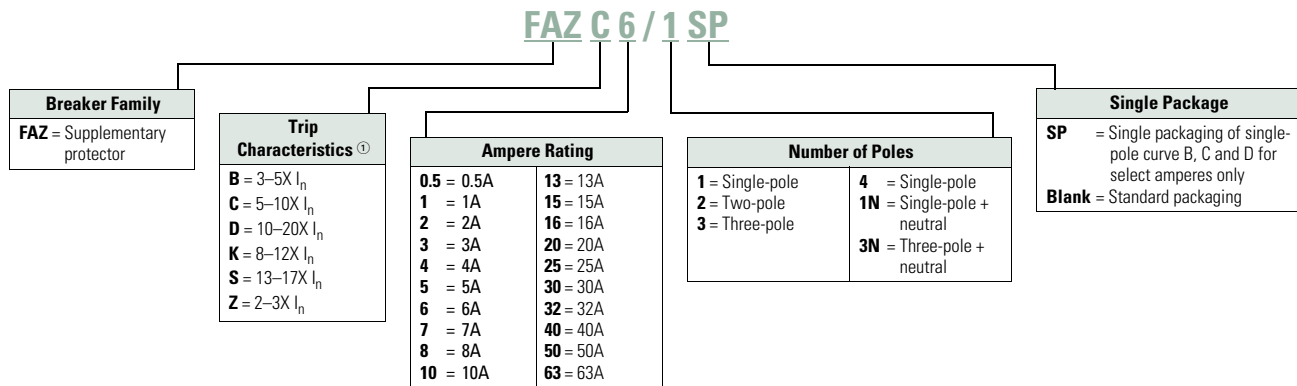 FAZ C 6 / 1 SP
Breaker Family
FAZ = Supplementary
protector
Trip
Characteristics ①
B = 3–5X In
C = 5–10X In
D = 10–20X In
K = 8–12X In
S = 13–17X In
Z = 2–3X In
Ampere Rating
0.5 = 0.5A
1 = 1A
2 = 2A
3 = 3A
4 = 4A
5 = 5A
6 = 6A
7 = 7A
8 = 8A
10 = 10A
13 = 13A
15 = 15A
16 = 16A
20 = 20A
25 = 25A
30 = 30A
32 = 32A
40 = 40A
50 = 50A
63 = 63A
Number of Poles
1 = Single-pole
2 = Two-pole
3 = Three-pole
4 = Single-pole
1N = Single-pole +
neutral
3N = Three-pole +
neutral
Single Package
SP = Single packaging of single-
pole curve B, C and D for
select amperes only
Blank = Standard packaging